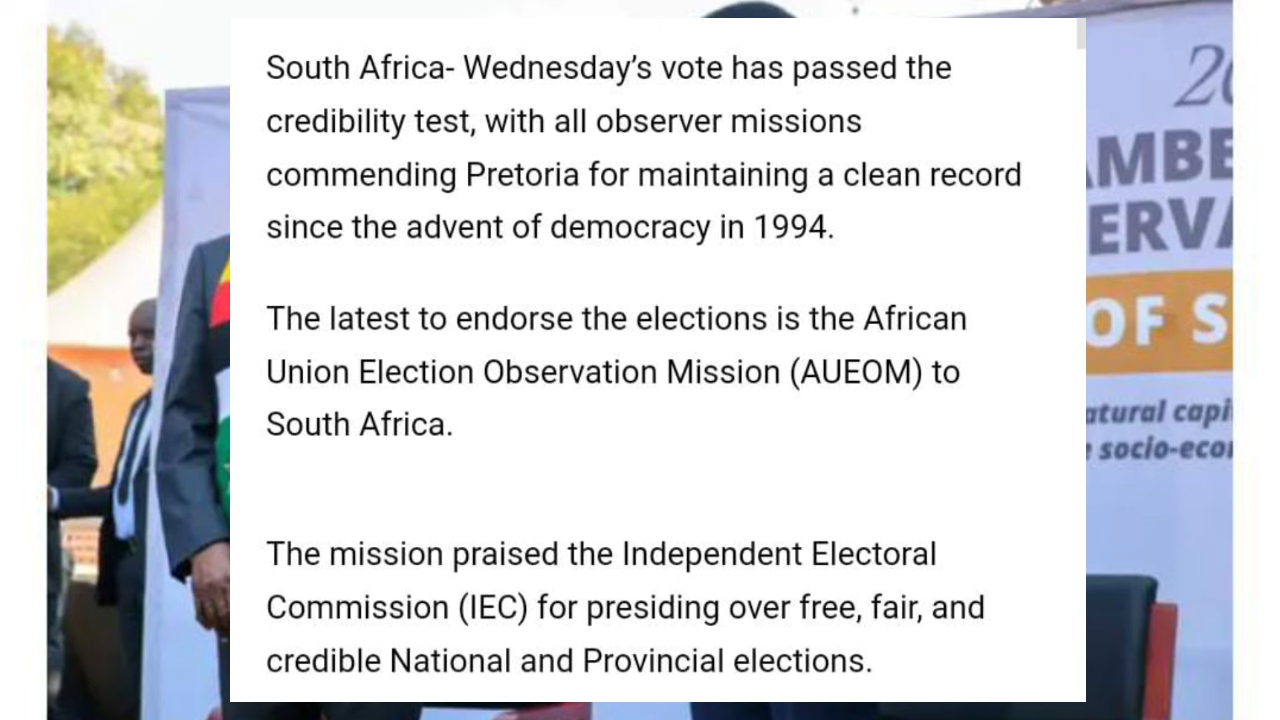 South Africa- Wednesday’s vote has passed the
credibility test, with all observer missions
commending Pretoria for maintaining a clean record
since the advent of democracy in 1994.
The latest to endorse the elections is the African
Union Election Observation Mission (AUEOM) to
South Africa.
The mission praised the Independent Electoral
Commission (IEC) for presiding over free, fair, and
credible National and Provincial elections.
OF S
socio-eco